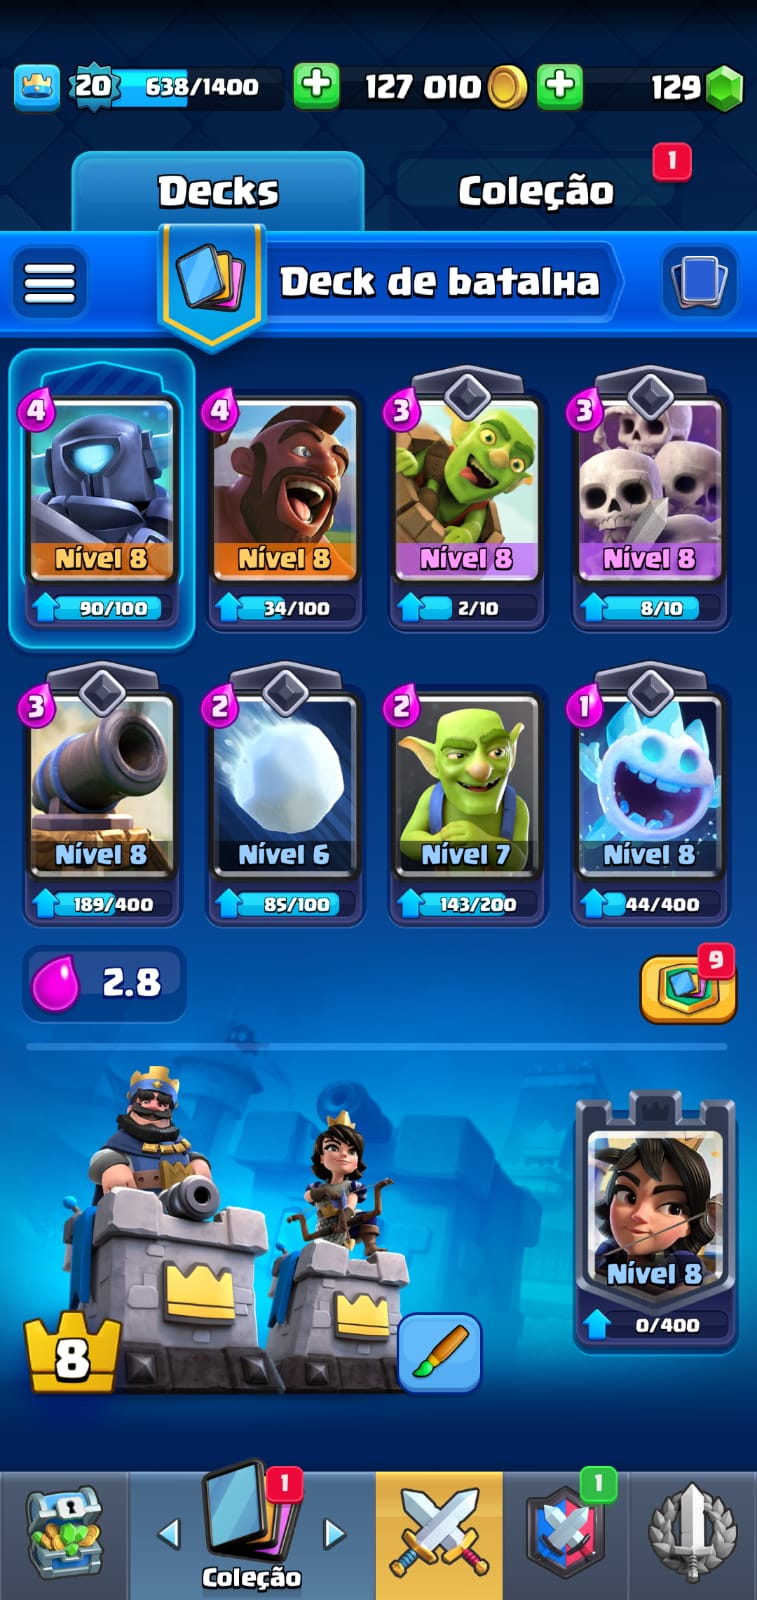 20 638/1400 127 010 129
Decks Coleção 1
Deck de batalha
4 4 3 3
Nível 8 Nível 8 Nível 8 Nível 8
90/100 34/100 2/10 8/10
3 2 2 1
Nível 8 Nível 6 Nível 7 Nível 8
189/400 85/100 143/200 44/400
2.8 9
Nível 8
0/400
8
1 1
Coleção